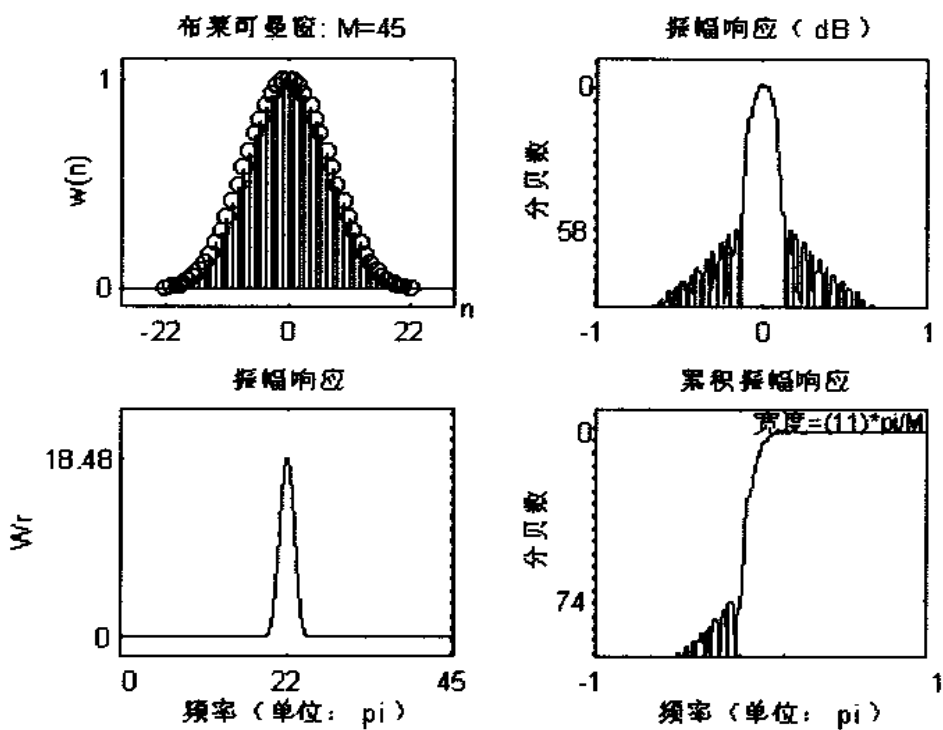 布莱可曼窗: M=45
w(n)
1
0
-22
0
22
n
振幅响应（dB）
分贝数
0
58
-1
0
1
振幅响应
Wr
18.48
0
0
22
45
频率（单位：pi）
累积振幅响应
宽度=(11)*pi/M
分贝数
0
74
-1
1
频率（单位：pi）